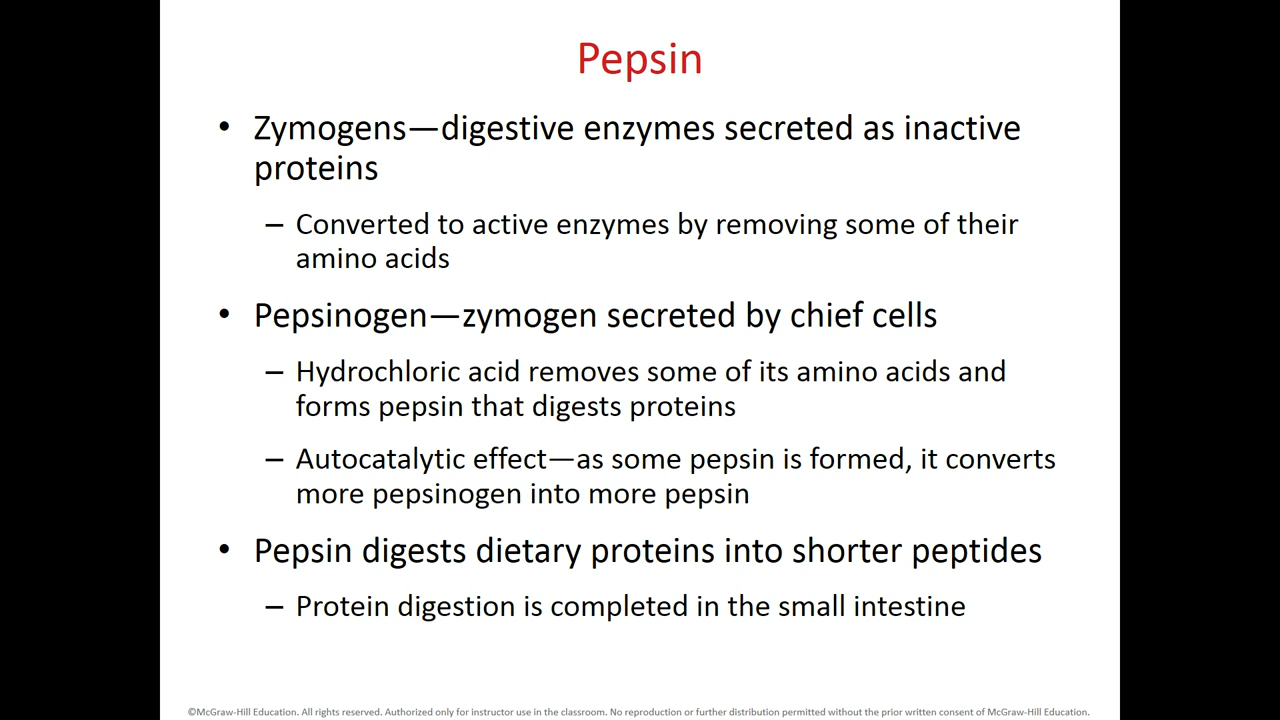 Pepsin
• Zymogens—digestive enzymes secreted as inactive
proteins
– Converted to active enzymes by removing some of their
amino acids
• Pepsinogen—zymogen secreted by chief cells
– Hydrochloric acid removes some of its amino acids and
forms pepsin that digests proteins
– Autocatalytic effect—as some pepsin is formed, it converts
more pepsinogen into more pepsin
• Pepsin digests dietary proteins into shorter peptides
– Protein digestion is completed in the small intestine
©McGraw-Hill Education. All rights reserved. Authorized only for instructor use in the classroom. No reproduction or further distribution permitted without the prior written consent of McGraw-Hill Education.